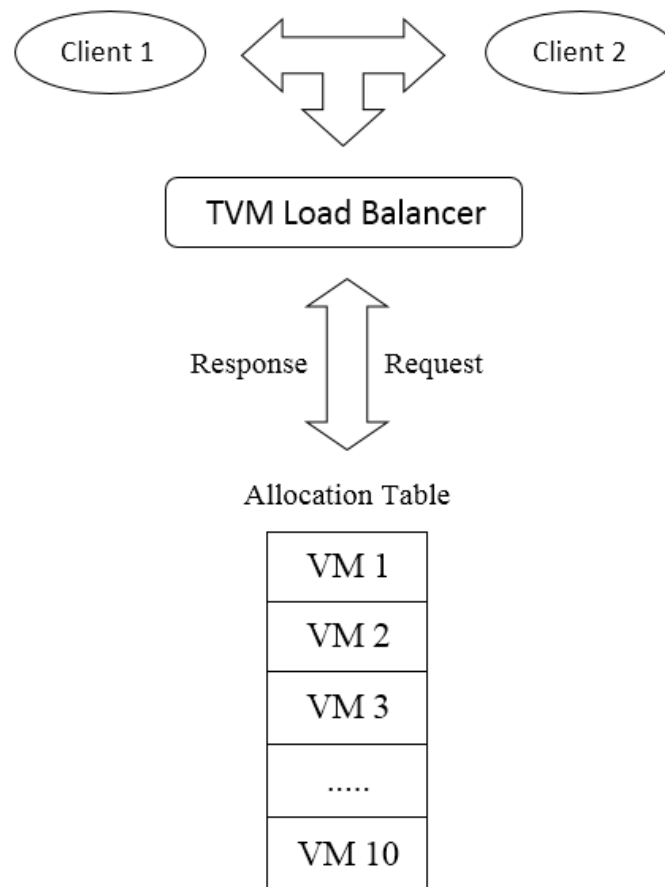 Client 1
Client 2
TVM Load Balancer
Response
Request
Allocation Table
VM 1
VM 2
VM 3
.....
VM 10